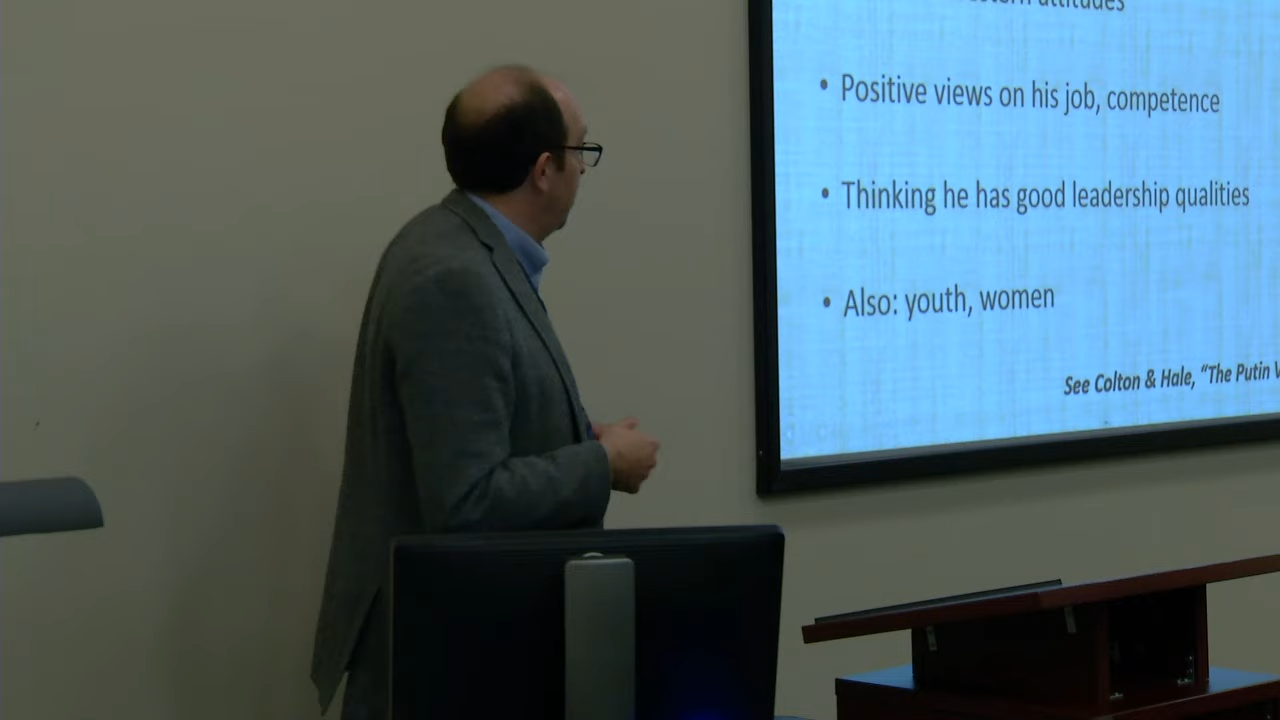 attitudes
• Positive views on his job, competence
• Thinking he has good leadership qualities
• Also: youth, women
See Colton & Hale, “The Putin